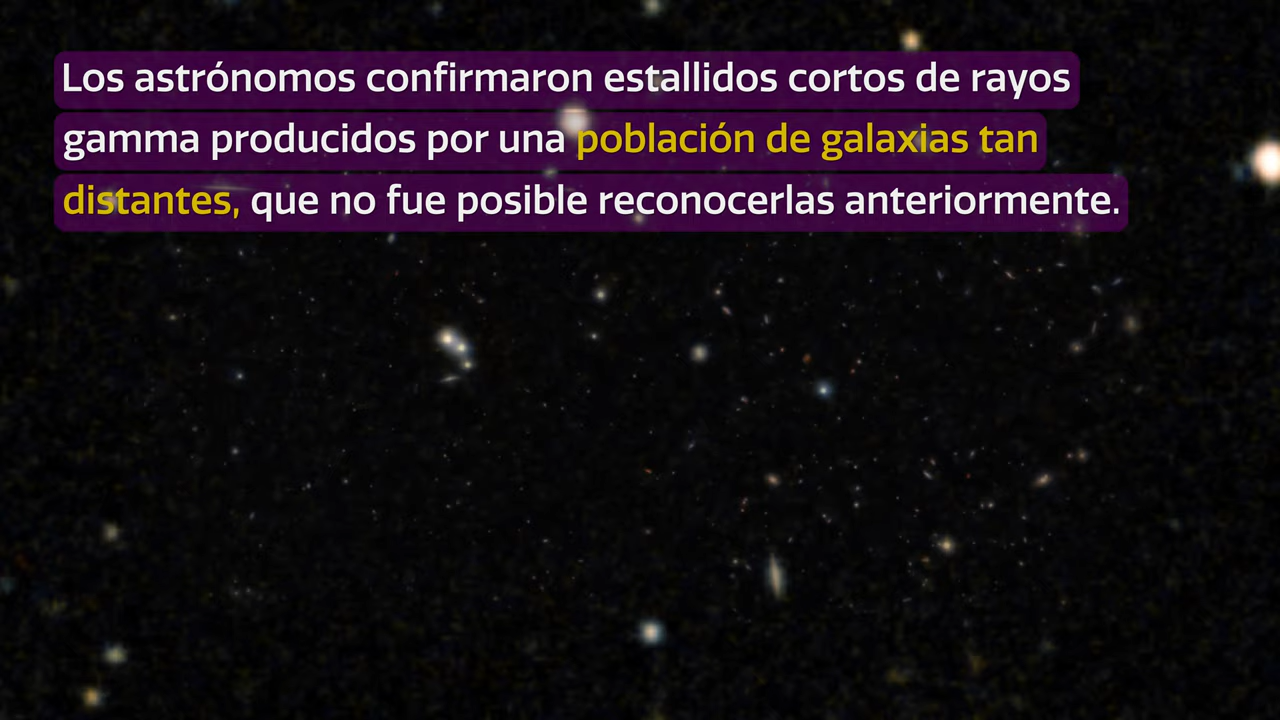 Los astrónomos confirmaron estallidos cortos de rayos
gamma producidos por una población de galaxias tan
distantes, que no fue posible reconocerlas anteriormente.